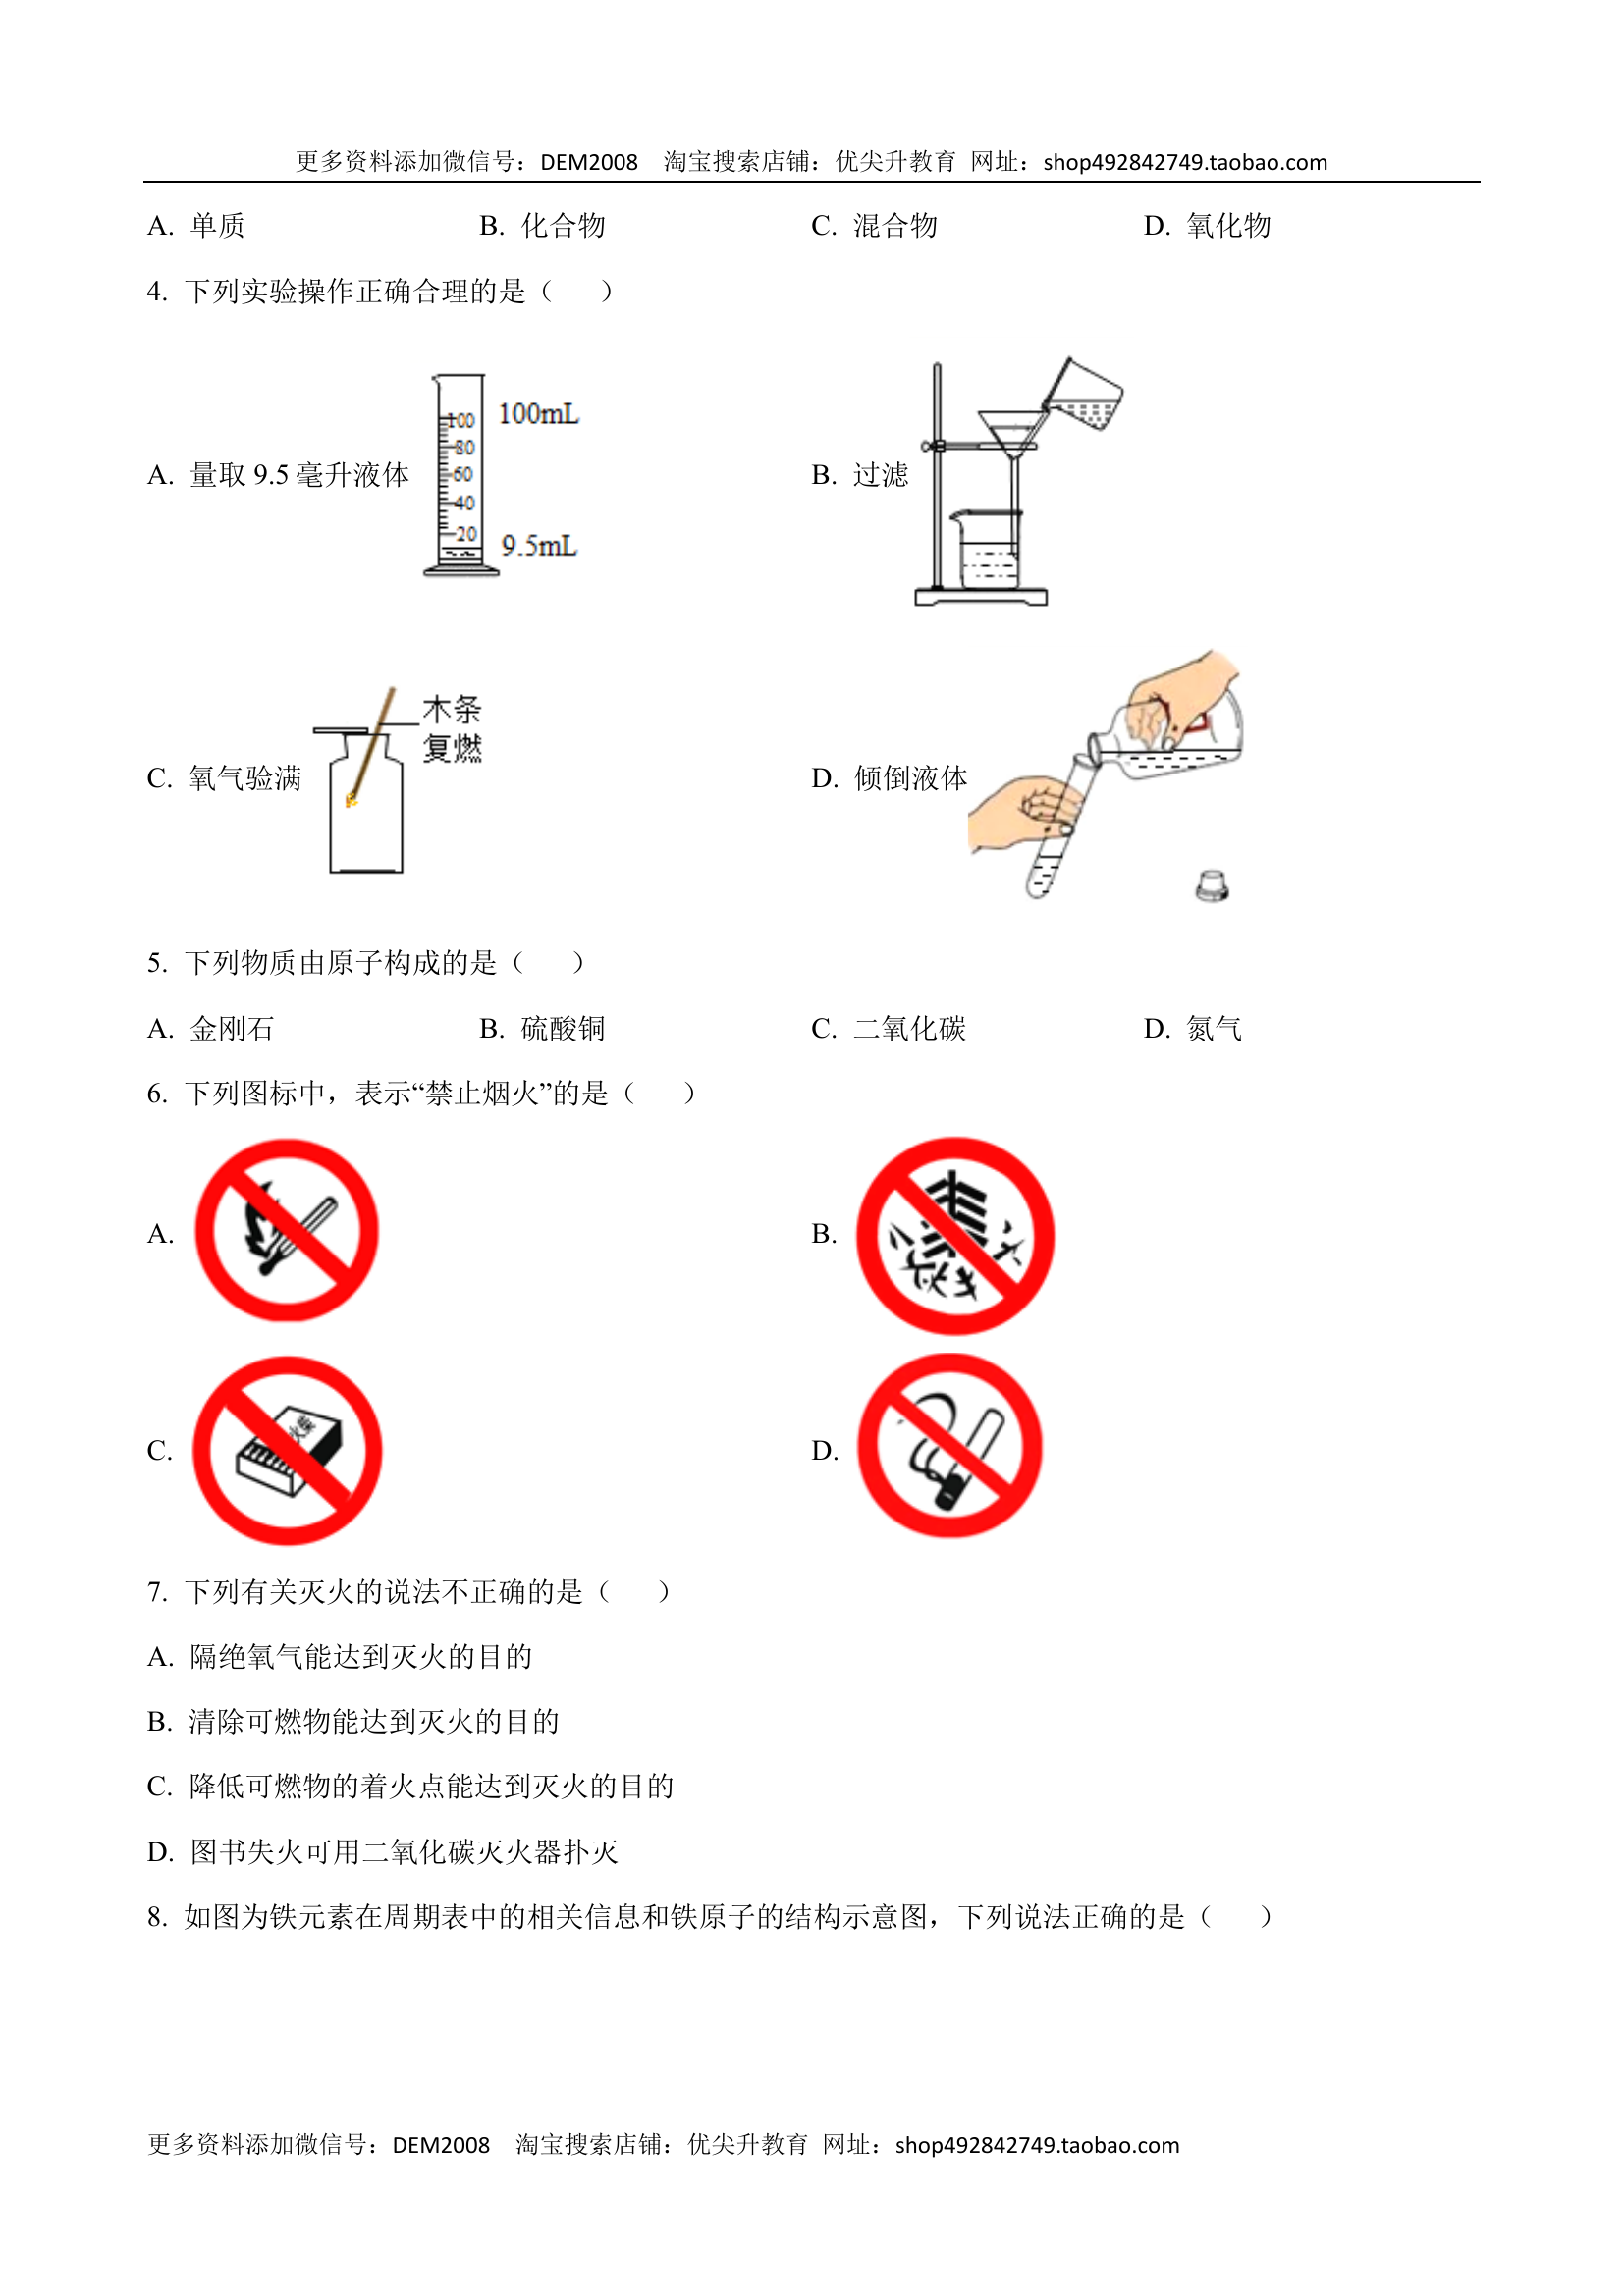 更多资料添加微信号：DEM2008 淘宝搜索店铺：优尖升教育 网址：shop492842749.taobao.com
A. 单质 B. 化合物 C. 混合物 D. 氧化物
4. 下列实验操作正确合理的是（ ）
A. 量取 9.5 毫升液体
100
80
60
40
20
100mL
9.5mL
B. 过滤
C. 氧气验满
木条
复燃
D. 倾倒液体
5. 下列物质由原子构成的是（ ）
A. 金刚石 B. 硫酸铜 C. 二氧化碳 D. 氮气
6. 下列图标中，表示“禁止烟火”的是（ ）
A.
B.
C.
火柴
D.
7. 下列有关灭火的说法不正确的是（ ）
A. 隔绝氧气能达到灭火的目的
B. 清除可燃物能达到灭火的目的
C. 降低可燃物的着火点能达到灭火的目的
D. 图书失火可用二氧化碳灭火器扑灭
8. 如图为铁元素在周期表中的相关信息和铁原子的结构示意图，下列说法正确的是（ ）
更多资料添加微信号：DEM2008 淘宝搜索店铺：优尖升教育 网址：shop492842749.taobao.com